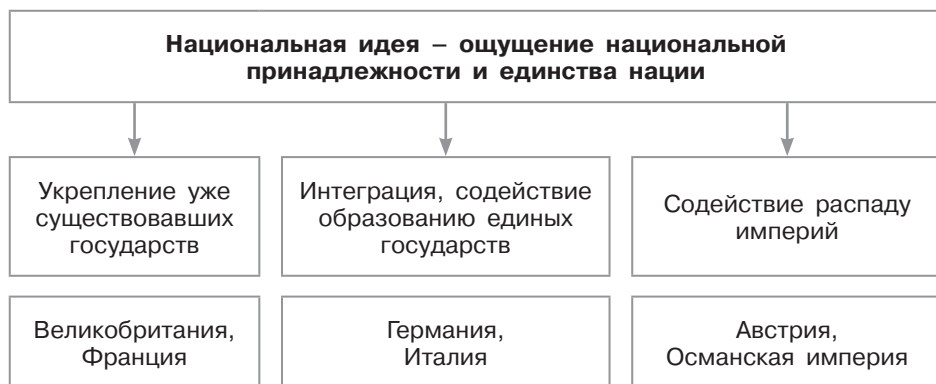 Национальная идея – ощущение национальной
принадлежности и единства нации
Укрепление уже
существовавших
государств
Интеграция, содействие
образованию единых
государств
Содействие распаду
империй
Великобритания,
Франция
Германия,
Италия
Австрия,
Османская империя